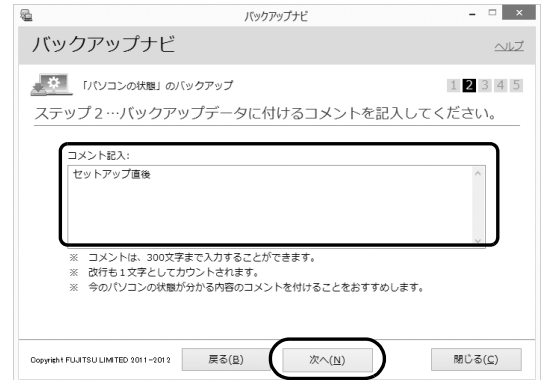 バックアップナビ
バックアップナビ
ヘルプ
「パソコンの状態」のバックアップ
1 2 3 4 5
ステップ2…バックアップデータに付けるコメントを記入してください。
コメント記入:
セットアップ直後
※ コメントは、300文字まで入力することができます。
※ 改行も1文字としてカウントされます。
※ 今のパソコンの状態が分かる内容のコメントを付けることをおすすめします。
Copyright FUJITSU LIMITED 2011-2012
戻る(B)
次へ(N)
閉じる(C)